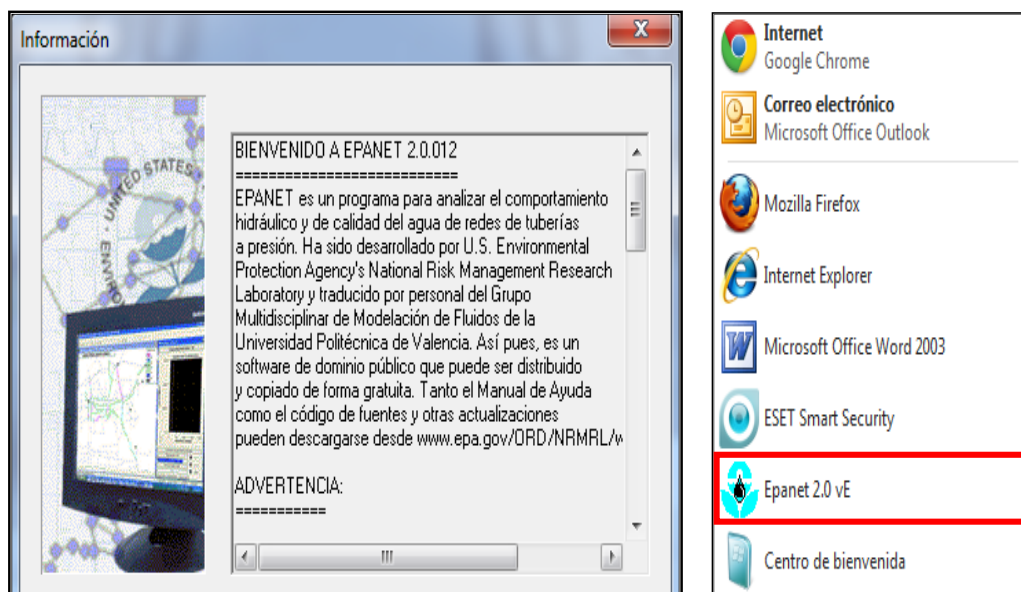 Información
UNITED STATES
ENVIRO
BIENVENIDO A EPANET 2.0.012
===========================
EPANET es un programa para analizar el comportamiento
hidráulico y de calidad del agua de redes de tuberías
a presión. Ha sido desarrollado por U.S. Environmental
Protection Agency's National Risk Management Research
Laboratory y traducido por personal del Grupo
Multidisciplinar de Modelación de Fluidos de la
Universidad Politécnica de Valencia. Así pues, es un
software de dominio público que puede ser distribuido
y copiado de forma gratuita. Tanto el Manual de Ayuda
como el código de fuentes y otras actualizaciones
pueden descargarse desde www.epa.gov/ORD/NRMRL/w
ADVERTENCIA:
===========
Internet
Google Chrome
Correo electrónico
Microsoft Office Outlook
Mozilla Firefox
Internet Explorer
Microsoft Office Word 2003
ESET Smart Security
Epanet 2.0 vE
Centro de bienvenida